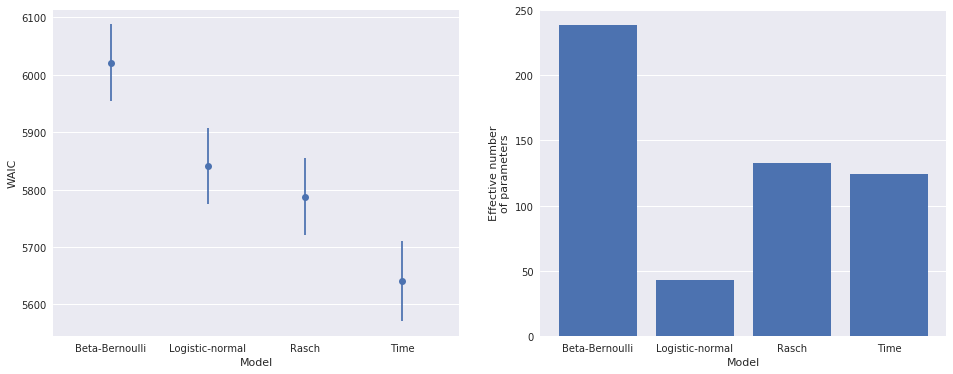 6100
6000
5900
5800
5700
5600
WAIC
Beta-Bernoulli Logistic-normal Rasch Time
Model
250
200
150
100
50
0
Effective number
of parameters
Beta-Bernoulli Logistic-normal Rasch Time
Model